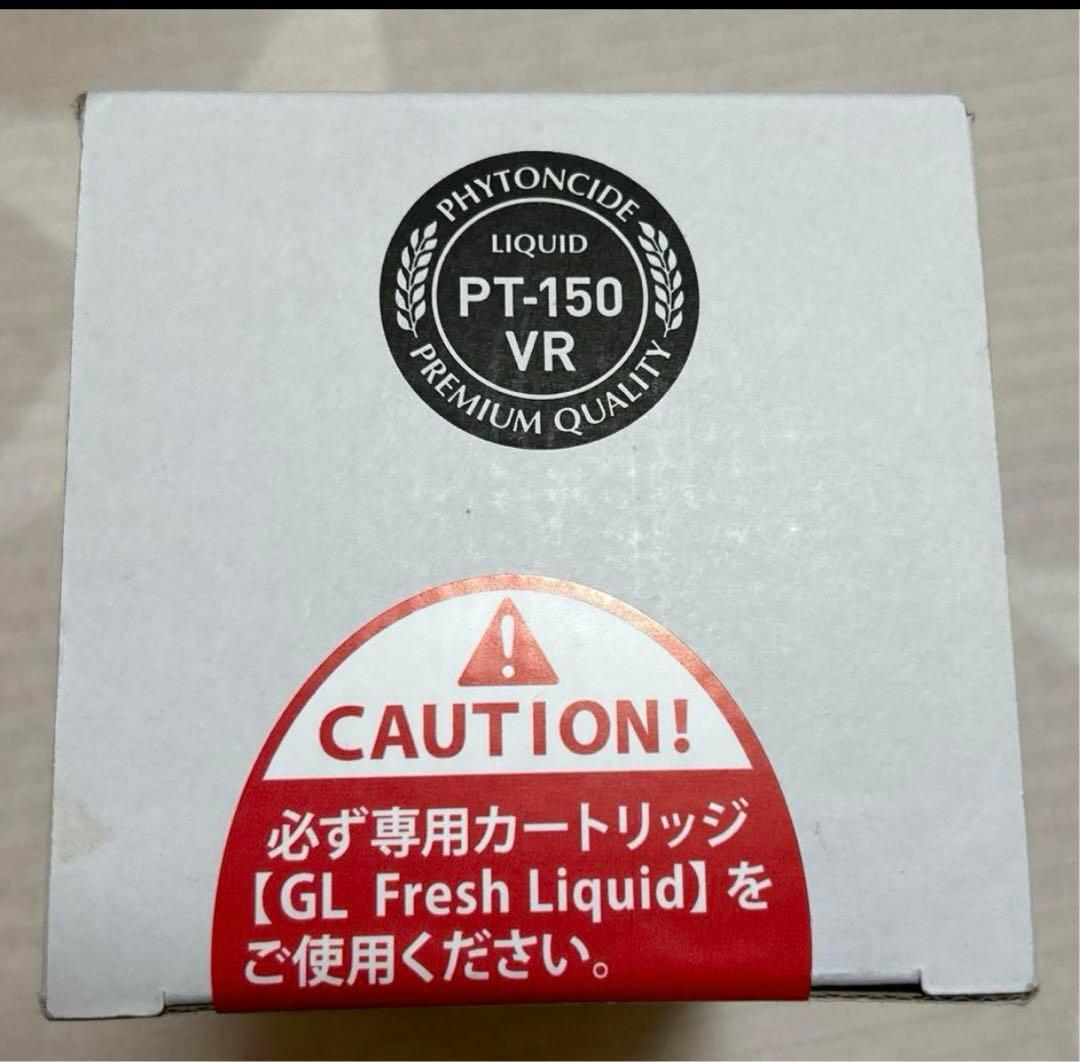 PHYTONCIDE
LIQUID
PT-150
VR
PREMIUM QUALITY
CAUTION!
必ず専用カートリッジ
【GL Fresh Liquid】を
ご使用ください。